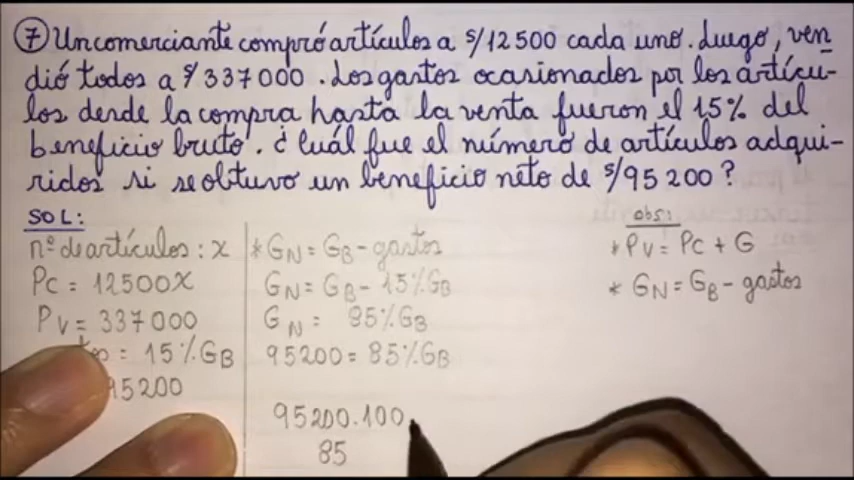 7 Un comerciante compró artículos a S/12500 cada uno. Luego, ven
dió todos a S/337000. Los gastos ocasionados por los artícu-
los desde la compra hasta la venta fueron el 15% del
beneficio bruto. ¿Cuál fue el número de artículos adqui-
ridos si se obtuvo un beneficio neto de S/95200?
SOL:
nº de artículos: x
Pc = 12500x
Pv = 337000
= 15% GB
95200
* GN = GB - gastos
GN = GB - 15% GB
GN = 85% GB
95200 = 85% GB
95200.100
85
obs:
* Pv = Pc + G
* GN = GB - gastos